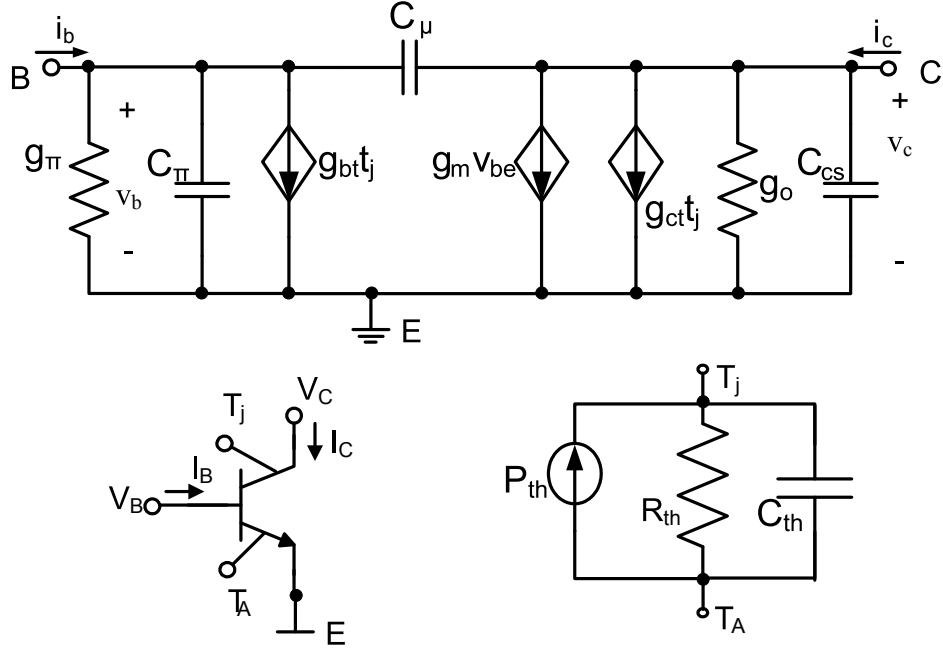 C_μ
i_b
i_c
B
C
+
+
g_π
C_π
g_bt t_j
g_m v_be
g_ct t_j
g_o
C_cs
v_c
v_b
-
-
E
T_j
V_C
T_j
I_C
I_B
V_B
P_th
R_th
C_th
T_A
E
T_A